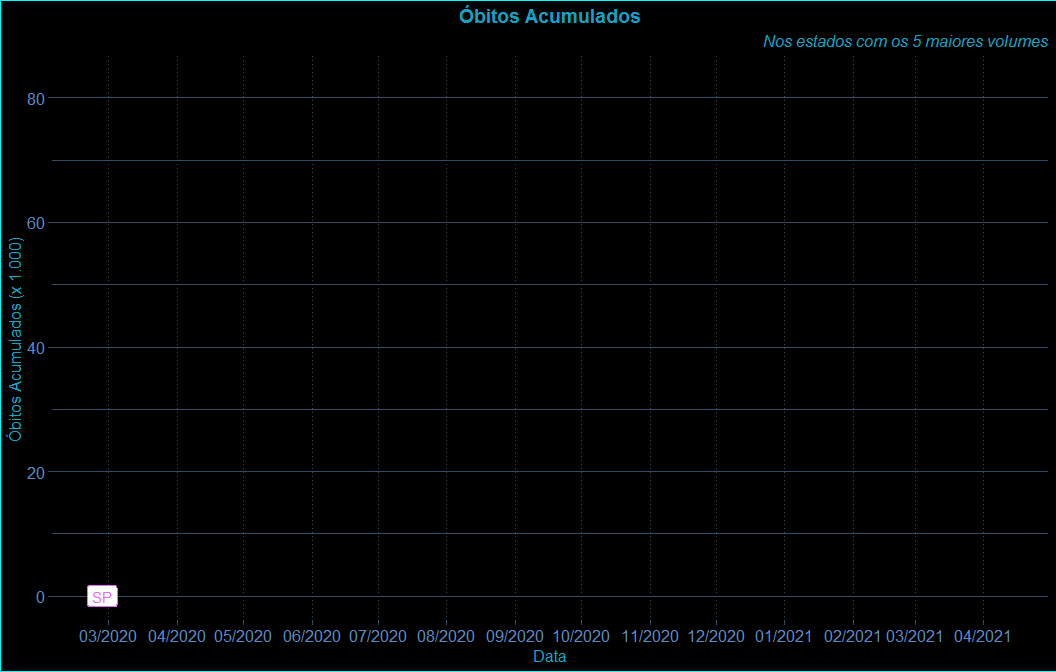 Óbitos Acumulados
Nos estados com os 5 maiores volumes
Óbitos Acumulados (x 1.000)
80
60
40
20
0
SP
03/2020 04/2020 05/2020 06/2020 07/2020 08/2020 09/2020 10/2020 11/2020 12/2020 01/2021 02/2021 03/2021 04/2021
Data